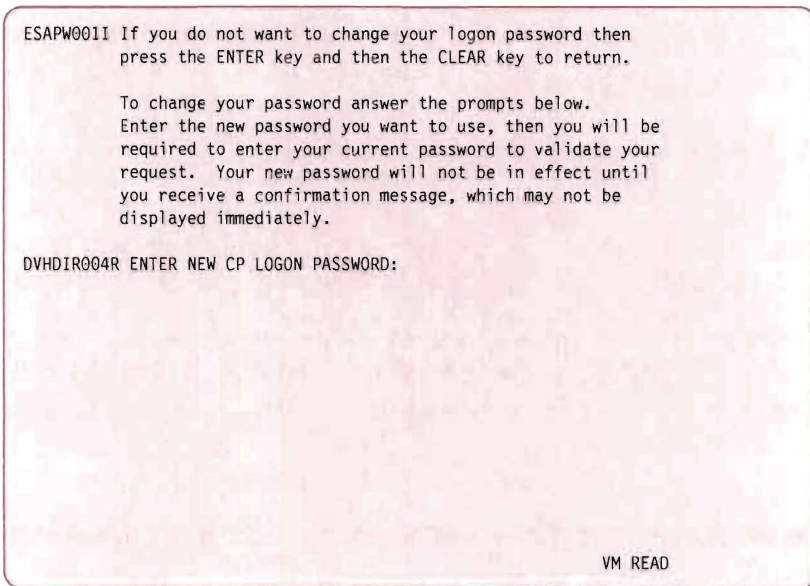 ESAPW001I If you do not want to change your logon password then
press the ENTER key and then the CLEAR key to return.
To change your password answer the prompts below.
Enter the new password you want to use, then you will be
required to enter your current password to validate your
request. Your new password will not be in effect until
you receive a confirmation message, which may not be
displayed immediately.
DVHDIR004R ENTER NEW CP LOGON PASSWORD:
VM READ